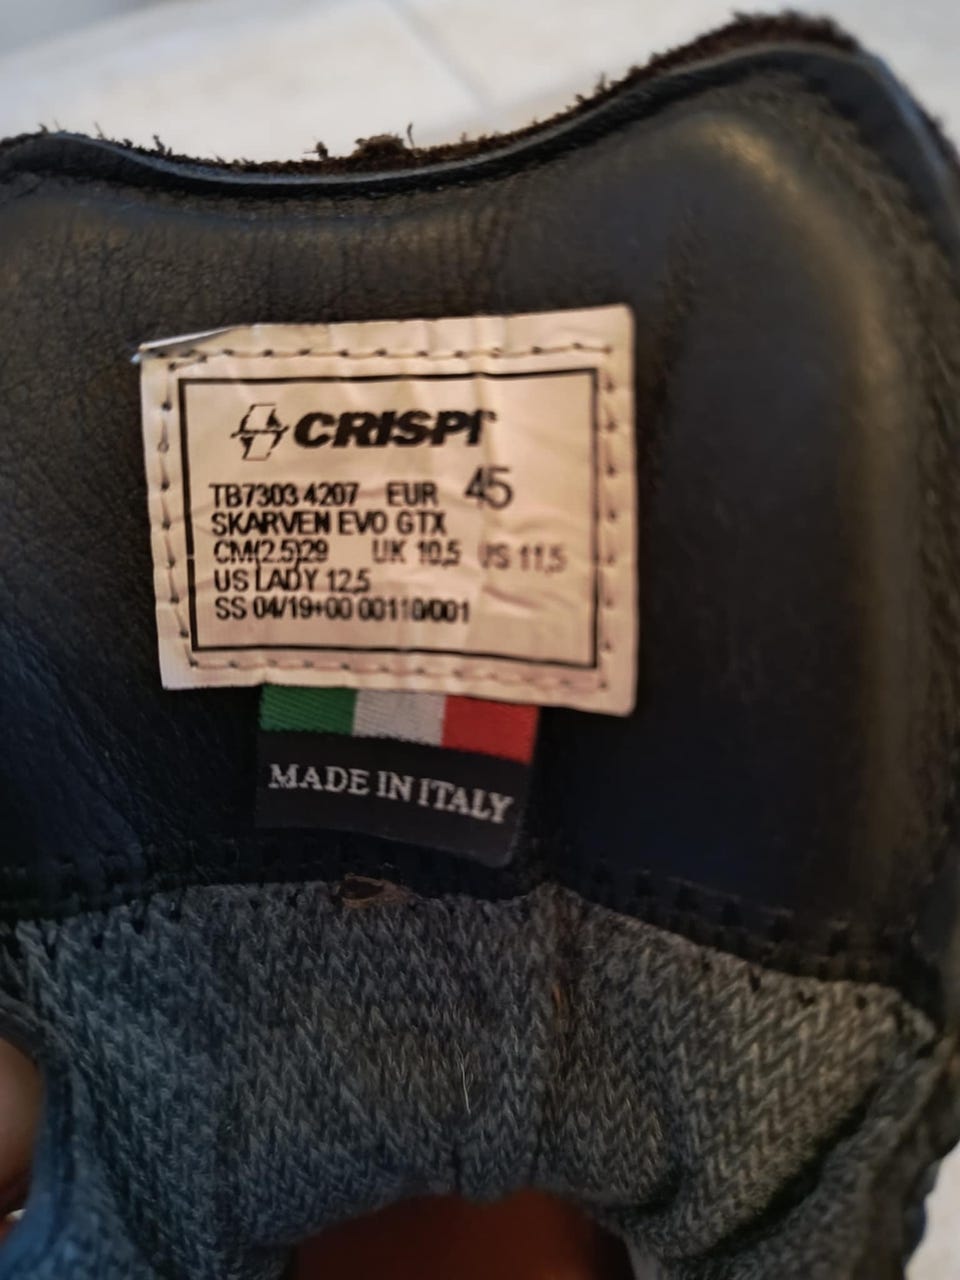 CRISPI
TB7303 4207 EUR 45
SKARVEN EVO GTX
CM(2.5)29 UK 10,5 US 11,5
US LADY 12,5
SS 04/19+00 00110/001
MADE IN ITALY